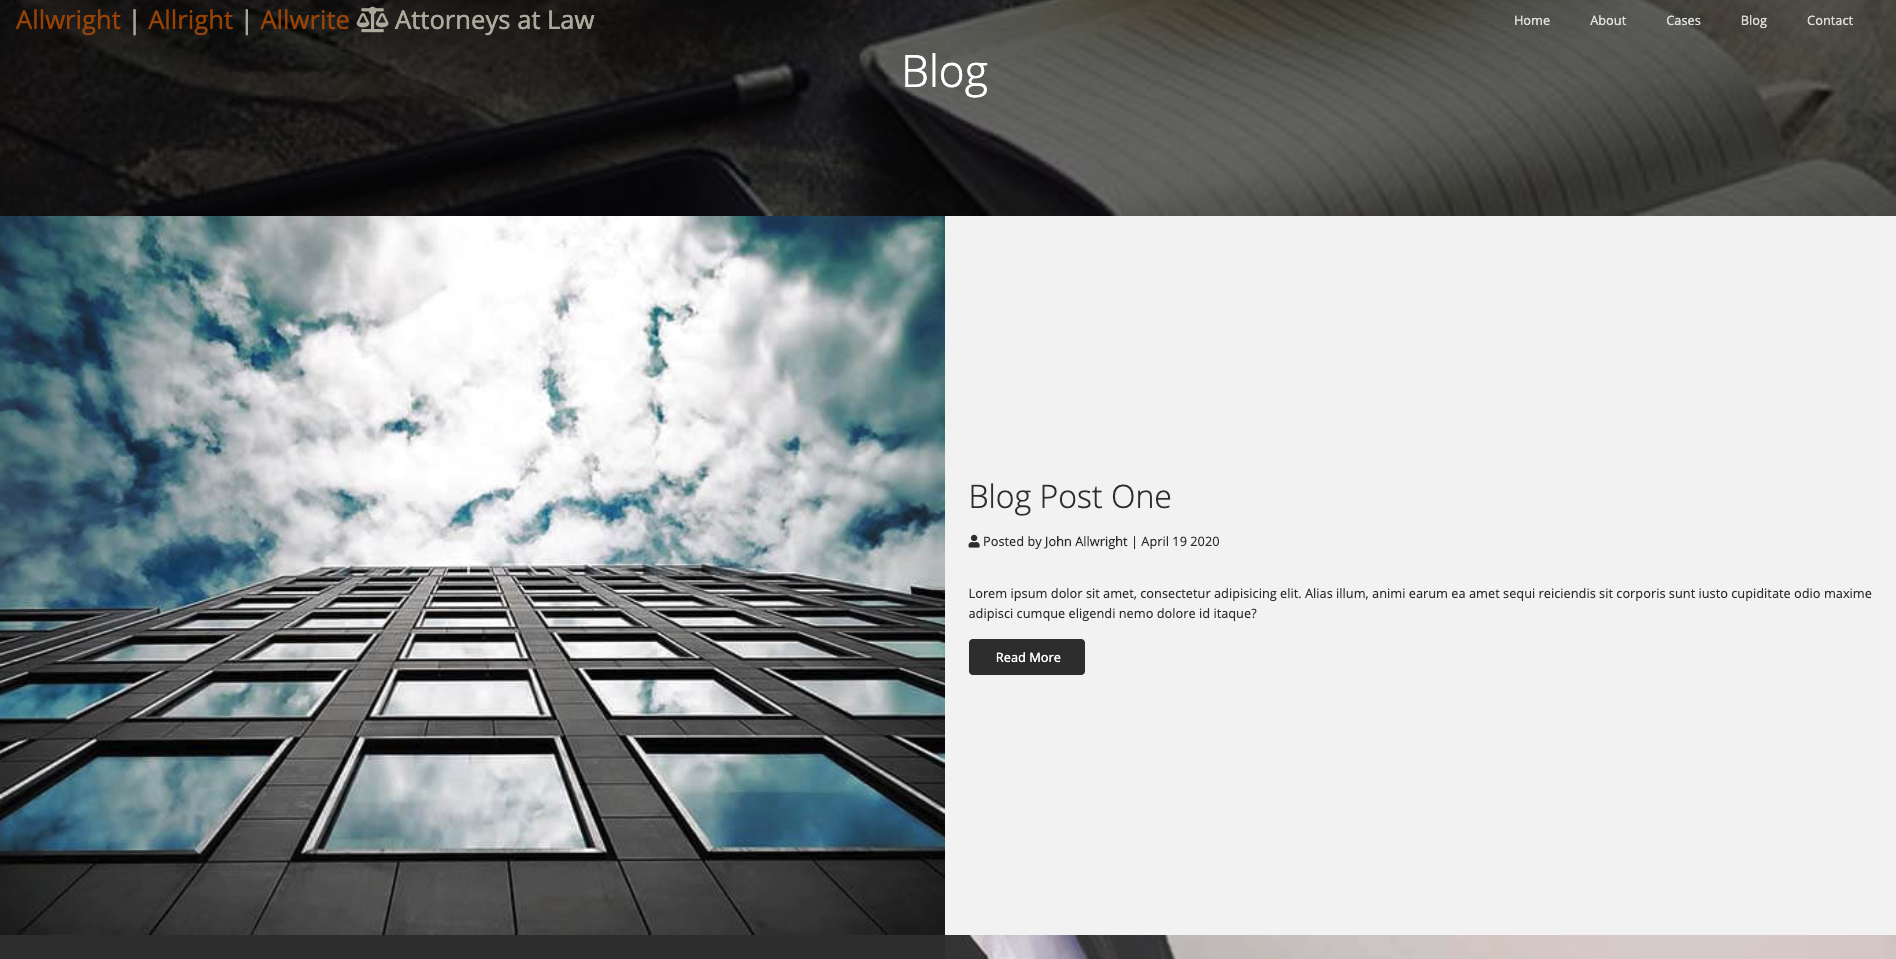 Allwright | Allright | Allwrite Attorneys at Law
Home About Cases Blog Contact
Blog
Blog Post One
Posted by John Allwright | April 19 2020
Lorem ipsum dolor sit amet, consectetur adipisicing elit. Alias illum, animi earum ea amet sequi reiciendis sit corporis sunt iusto cupiditate odio maxime
adipisci cumque eligendi nemo dolore id itaque?
Read More